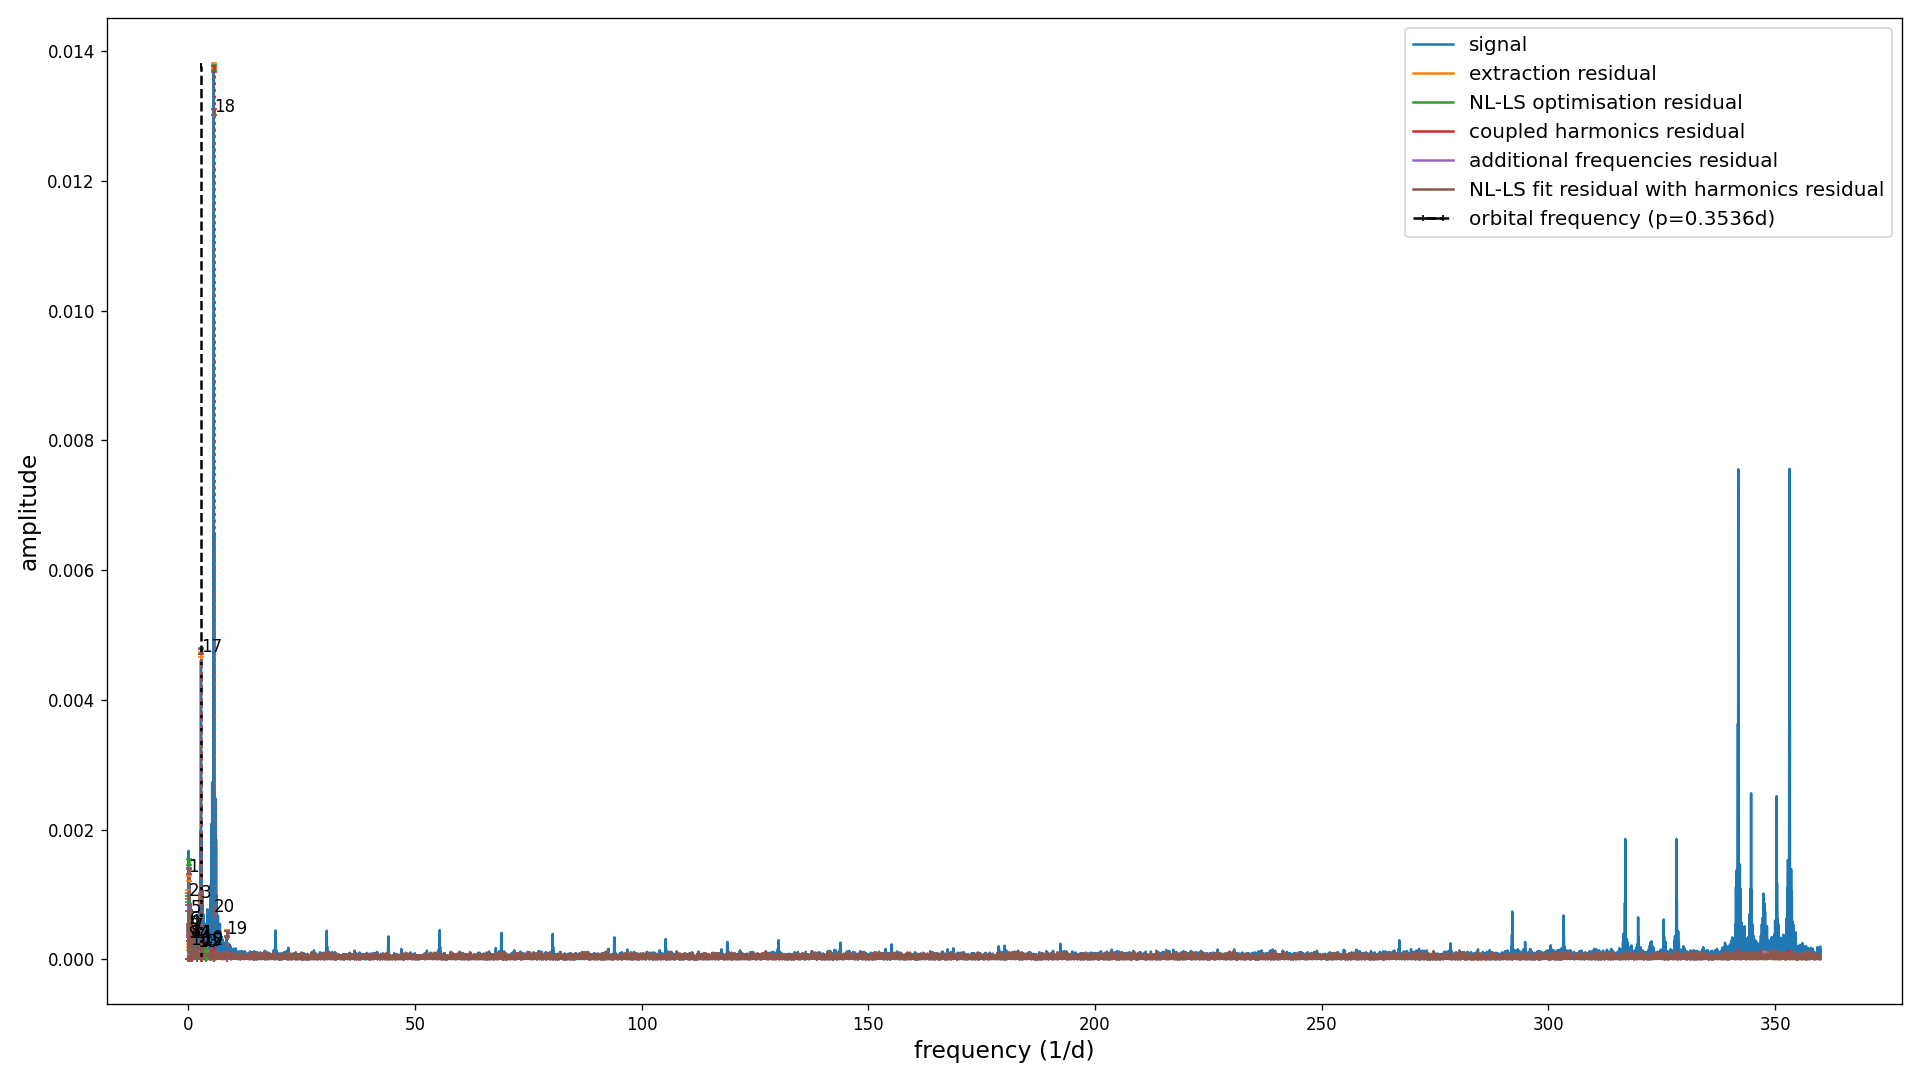 signal
extraction residual
NL-LS optimisation residual
coupled harmonics residual
additional frequencies residual
NL-LS fit residual with harmonics residual
orbital frequency (p=0.3536d)
amplitude
0.014
0.012
0.010
0.008
0.006
0.004
0.002
0.000
18
17
1
2
3
5
20
19
0
50
100
150
200
250
300
350
frequency (1/d)